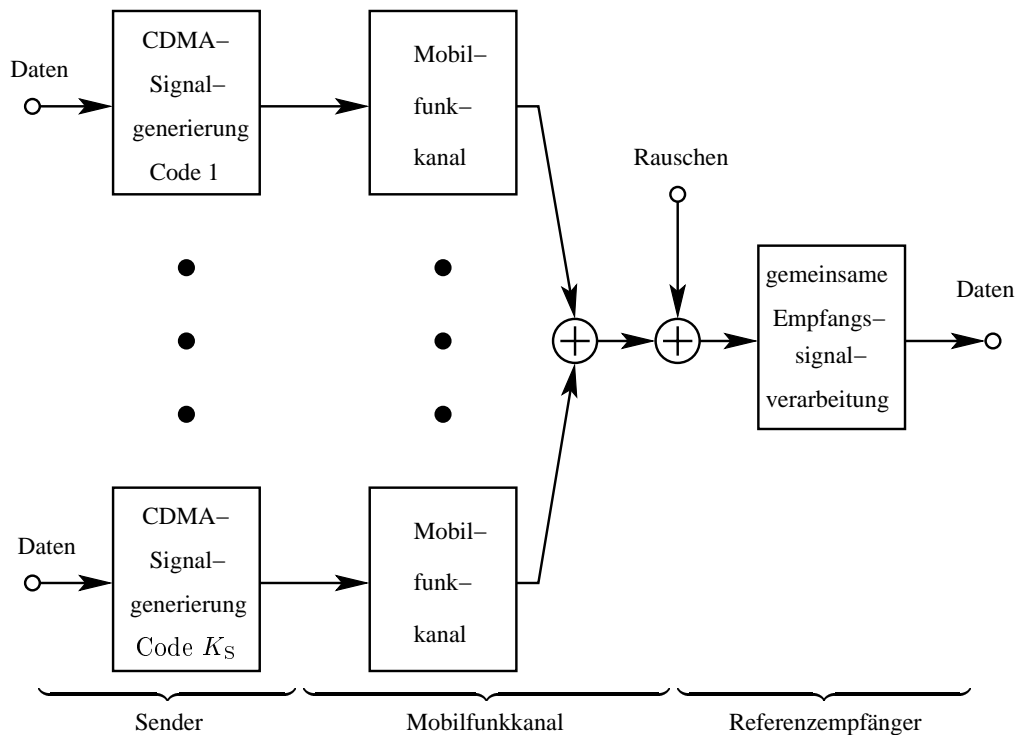 Daten
CDMA–
Signal–
generierung
Code 1
Mobil–
funk–
kanal
Rauschen
gemeinsame
Empfangs–
signal–
verarbeitung
Daten
Daten
CDMA–
Signal–
generierung
Code K_S
Mobil–
funk–
kanal
Sender
Mobilfunkkanal
Referenzempfänger